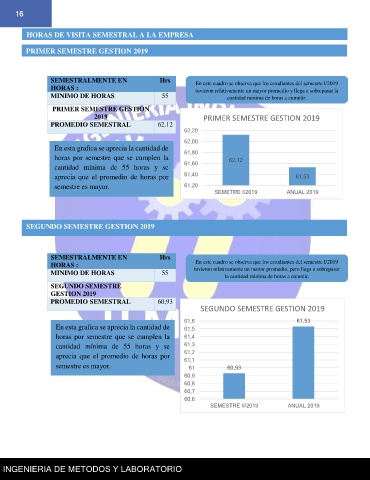 16
HORAS DE VISITA SEMESTRAL A LA EMPRESA
PRIMER SEMESTRE GESTION 2019
SEMESTRALMENTE EN HORAS : Hrs
MINIMO DE HORAS 55
PRIMER SEMESTRE GESTIÓN 2019
PROMEDIO SEMESTRAL 62,12
En este cuadro se observa que los estudiantes del semestre I/2019
tuvieron relativamente un mayor promedio y llega a sobrepasar la
cantidad mínima de horas a cumplir.
En esta grafica se aprecia la cantidad de
horas por semestre que se cumplen la
cantidad mínima de 55 horas y se
aprecia que el promedio de horas por
semestre es mayor.
PRIMER SEMESTRE GESTION 2019
62,20
62,00
61,80
61,60
61,40
61,20
62,12
61,53
SEMETRE I/2019 ANUAL 2019
SEGUNDO SEMESTRE GESTION 2019
SEMESTRALMENTE EN HORAS : Hrs
MINIMO DE HORAS 55
SEGUNDO SEMESTRE
GESTION 2019
PROMEDIO SEMESTRAL 60,93
En este cuadro se observa que los estudiantes del semestre I/2019
tuvieron relativamente un menor promedio, pero llega a sobrepasar
la cantidad mínima de horas a cumplir.
En esta grafica se aprecia la cantidad de
horas por semestre que se cumplen la
cantidad mínima de 55 horas y se
aprecia que el promedio de horas por
semestre es mayor.
SEGUNDO SEMESTRE GESTION 2019
61,6
61,5
61,4
61,3
61,2
61,1
61
60,9
60,8
60,7
60,6
60,93
61,53
SEMESTRE II/2019 ANUAL 2019
INGENIERIA DE METODOS Y LABORATORIO